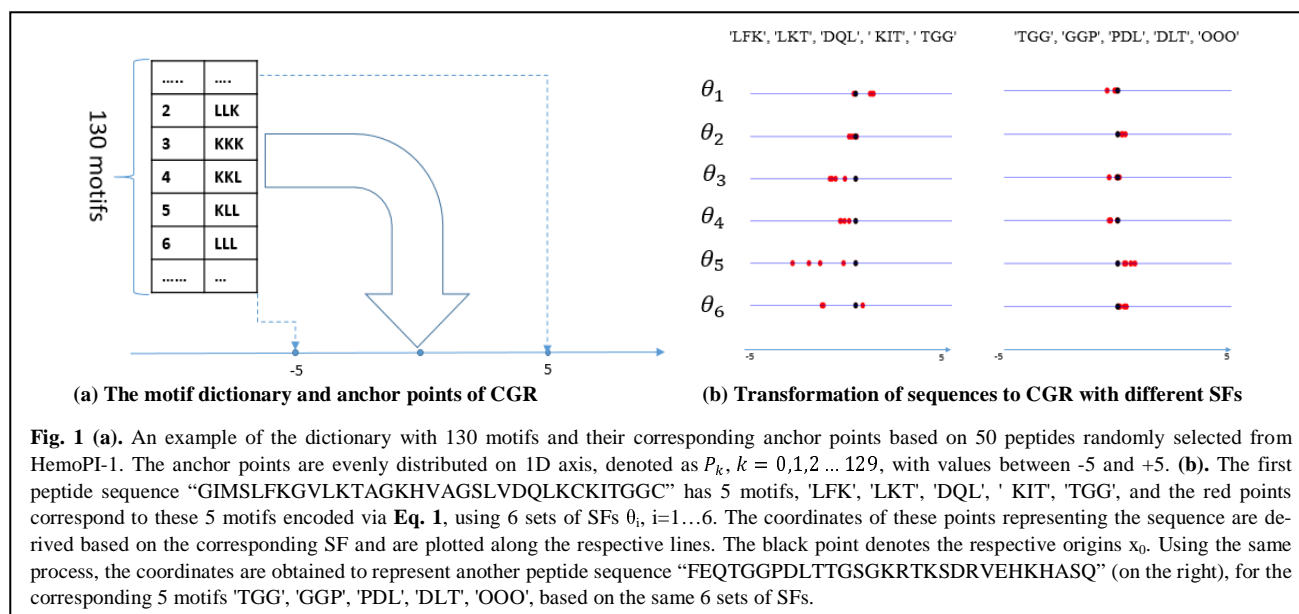 'LFK', 'LKT', 'DQL', ' KIT', ' TGG'
'TGG', 'GGP', 'PDL', 'DLT', 'OOO'
130 motifs
..... ....
2 LLK
3 KKK
4 KKL
5 KLL
6 LLL
...... ...
-5
5
θ1
θ2
θ3
θ4
θ5
θ6
-5
5
-5
5
(a) The motif dictionary and anchor points of CGR
(b) Transformation of sequences to CGR with different SFs
Fig. 1 (a). An example of the dictionary with 130 motifs and their corresponding anchor points based on 50 peptides randomly selected from
HemoPI-1. The anchor points are evenly distributed on 1D axis, denoted as Pk, k = 0,1,2 … 129, with values between -5 and +5. (b). The first
peptide sequence “GIMSLFKGVLKTAGKHVAGSLVDQLKCKITGGC” has 5 motifs, 'LFK', 'LKT', 'DQL', ' KIT', 'TGG', and the red points
correspond to these 5 motifs encoded via Eq. 1, using 6 sets of SFs θi, i=1…6. The coordinates of these points representing the sequence are de-
rived based on the corresponding SF and are plotted along the respective lines. The black point denotes the respective origins x0. Using the same
process, the coordinates are obtained to represent another peptide sequence “FEQTGGPDLTTGSGKRTKSDRVEHKHASQ” (on the right), for the
corresponding 5 motifs 'TGG', 'GGP', 'PDL', 'DLT', 'OOO', based on the same 6 sets of SFs.